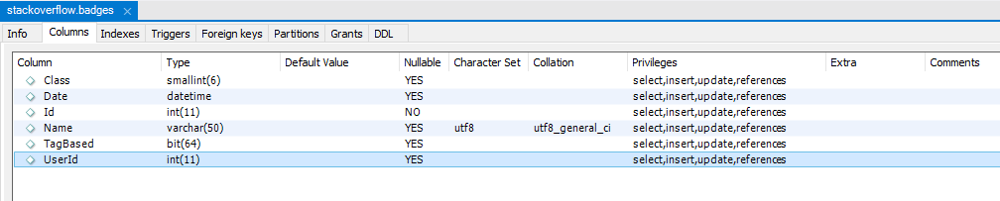 stackoverflow.badges ×
Info Columns Indexes Triggers Foreign keys Partitions Grants DDL
Column Type Default Value Nullable Character Set Collation Privileges Extra Comments
Class smallint(6) YES select,insert,update,references
Date datetime YES select,insert,update,references
Id int(11) NO select,insert,update,references
Name varchar(50) YES utf8 utf8_general_ci select,insert,update,references
TagBased bit(64) YES select,insert,update,references
UserId int(11) YES select,insert,update,references